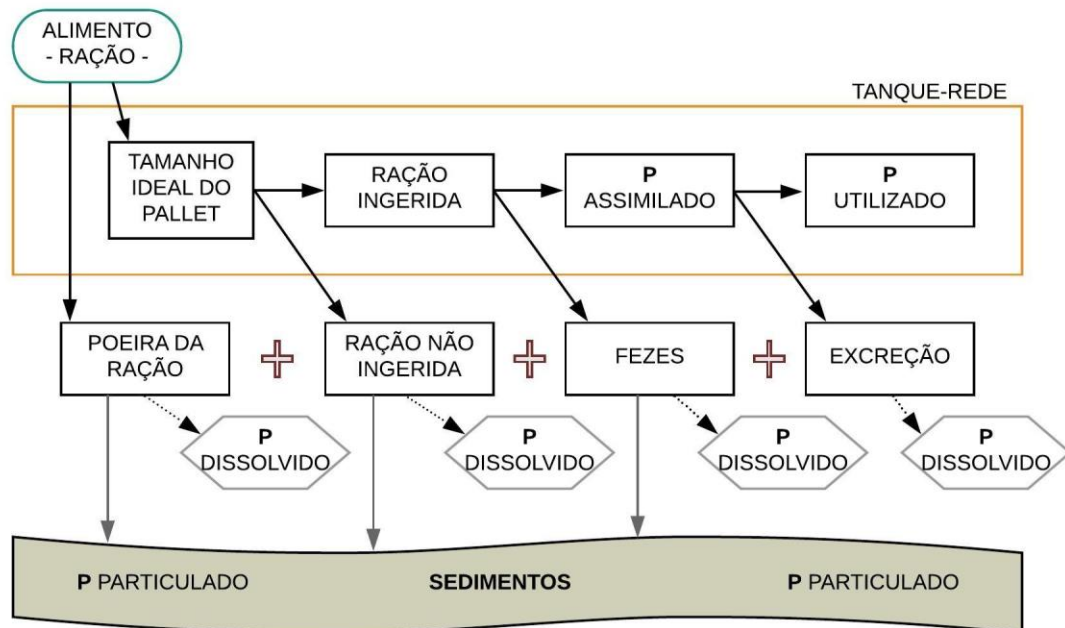 ALIMENTO
- RAÇÃO -
TANQUE-REDE
TAMANHO
IDEAL DO
PALLET
RAÇÃO
INGERIDA
P
ASSIMILADO
P
UTILIZADO
POEIRA DA
RAÇÃO
RAÇÃO NÃO
INGERIDA
FEZES
EXCREÇÃO
P
DISSOLVIDO
P
DISSOLVIDO
P
DISSOLVIDO
P
DISSOLVIDO
P PARTICULADO
SEDIMENTOS
P PARTICULADO